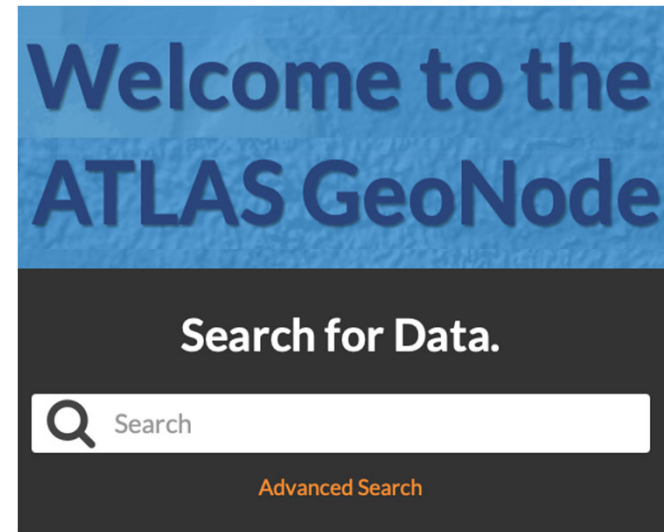 Welcome to the
ATLAS GeoNode
Search for Data.
Search
Advanced Search